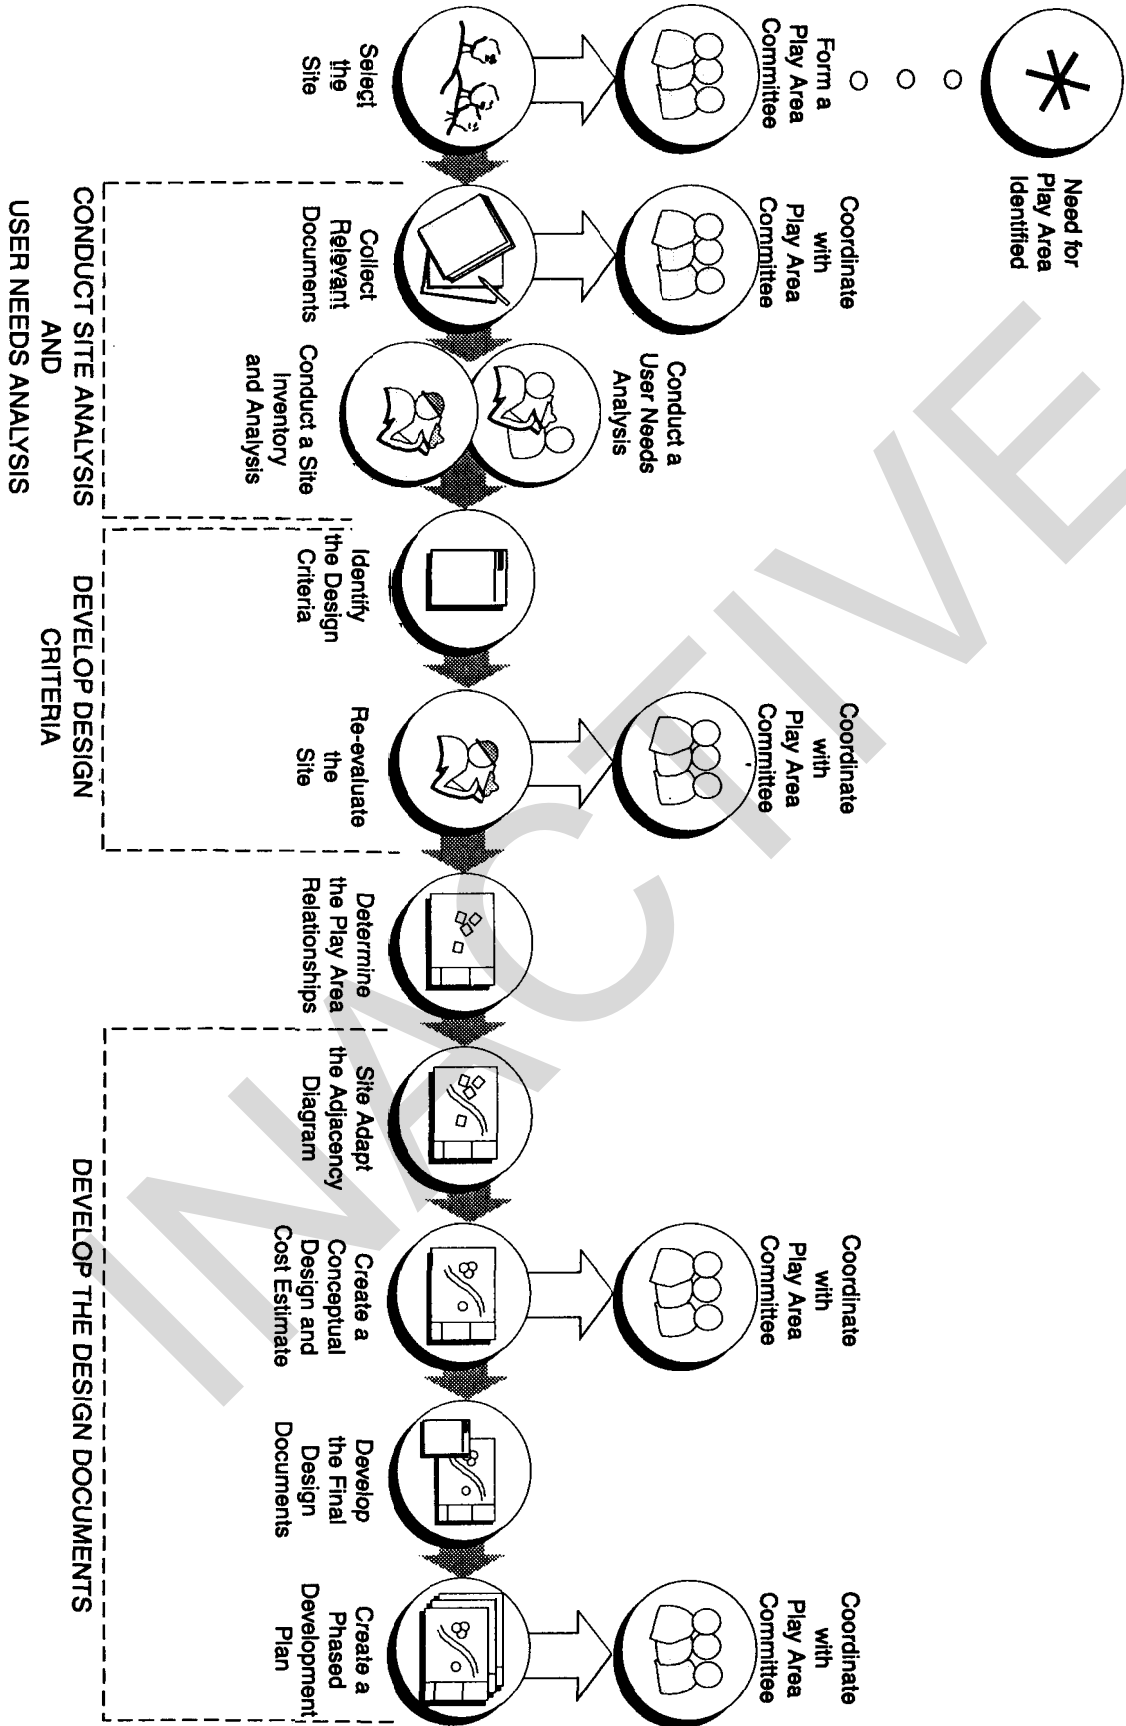 Need for
Play Area
Identified
Form a
Play Area
Committee
Coordinate
with
Play Area
Committee
Coordinate
with
Play Area
Committee
Coordinate
with
Play Area
Committee
Coordinate
with
Play Area
Committee
Conduct a
User Needs
Analysis
Select
the
Site
Collect
Relevant
Documents
Conduct a Site
Inventory
and Analysis
Identify
the Design
Criteria
Re-evaluate
the
Site
Determine
the Play Area
Relationships
Site Adapt
the Adjacency
Diagram
Create a
Conceptual
Design and
Cost Estimate
Develop
the Final
Design
Documents
Create a
Phased
Development
Plan
CONDUCT SITE ANALYSIS
AND
USER NEEDS ANALYSIS
DEVELOP DESIGN
CRITERIA
DEVELOP THE DESIGN DOCUMENTS
INACTIVE